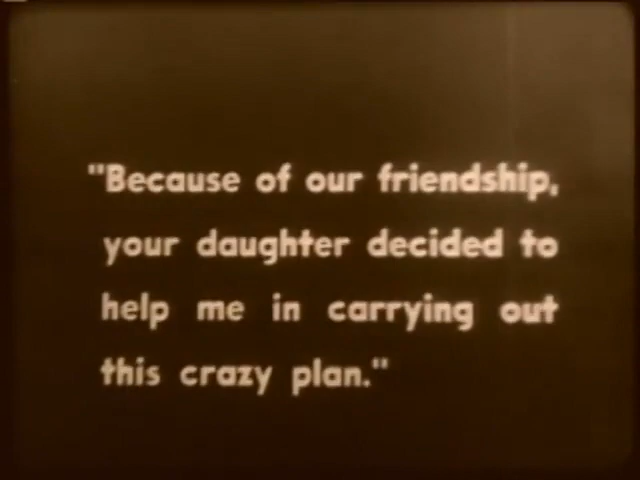 "Because of our friendship,
your daughter decided to
help me in carrying out
this crazy plan."